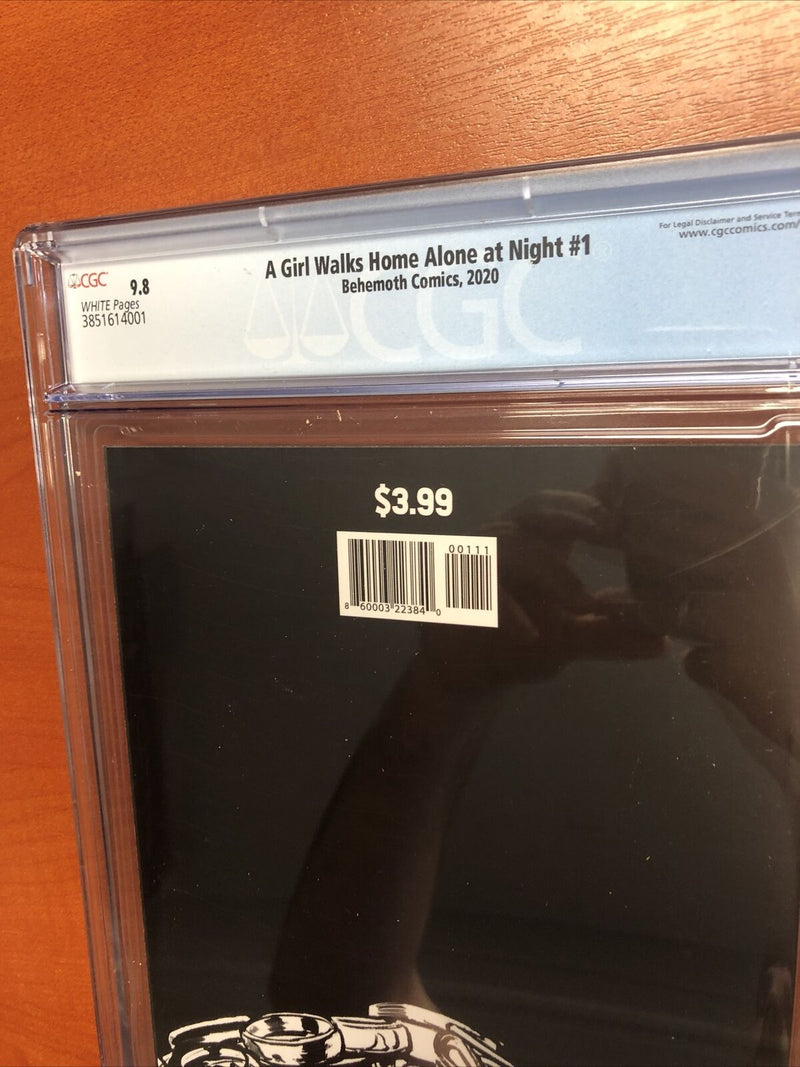 CGC 9.8
WHITE Pages
3851614001
A Girl Walks Home Alone at Night #1
Behemoth Comics, 2020
For Legal Disclaimer and Service
www.cgccomics.com/
CGC
$3.99
00111
8 60003 22384 0